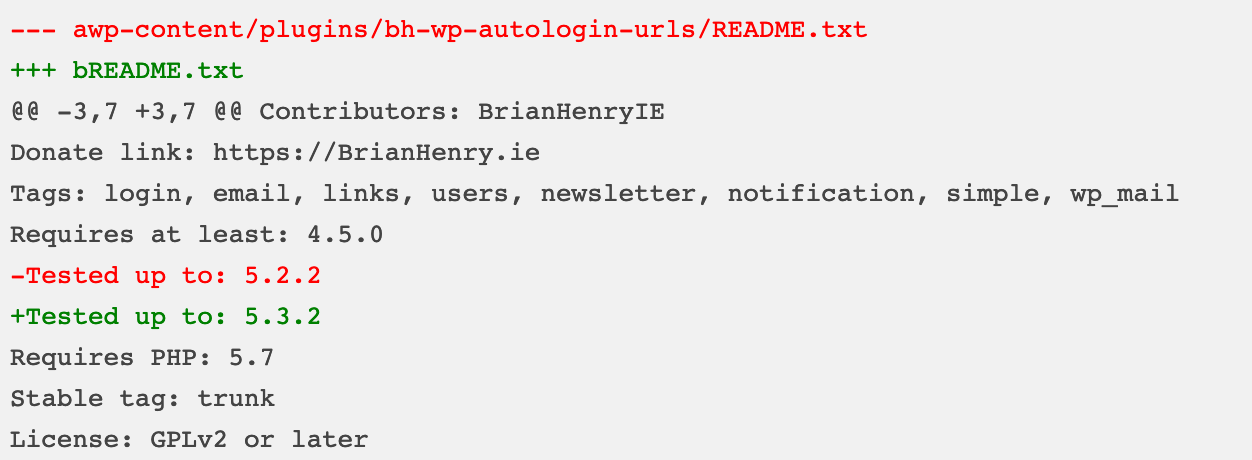 --- awp-content/plugins/bh-wp-autologin-urls/README.txt
+++ bREADME.txt
@@ -3,7 +3,7 @@ Contributors: BrianHenryIE
Donate link: https://BrianHenry.ie
Tags: login, email, links, users, newsletter, notification, simple, wp_mail
Requires at least: 4.5.0
-Tested up to: 5.2.2
+Tested up to: 5.3.2
Requires PHP: 5.7
Stable tag: trunk
License: GPLv2 or later